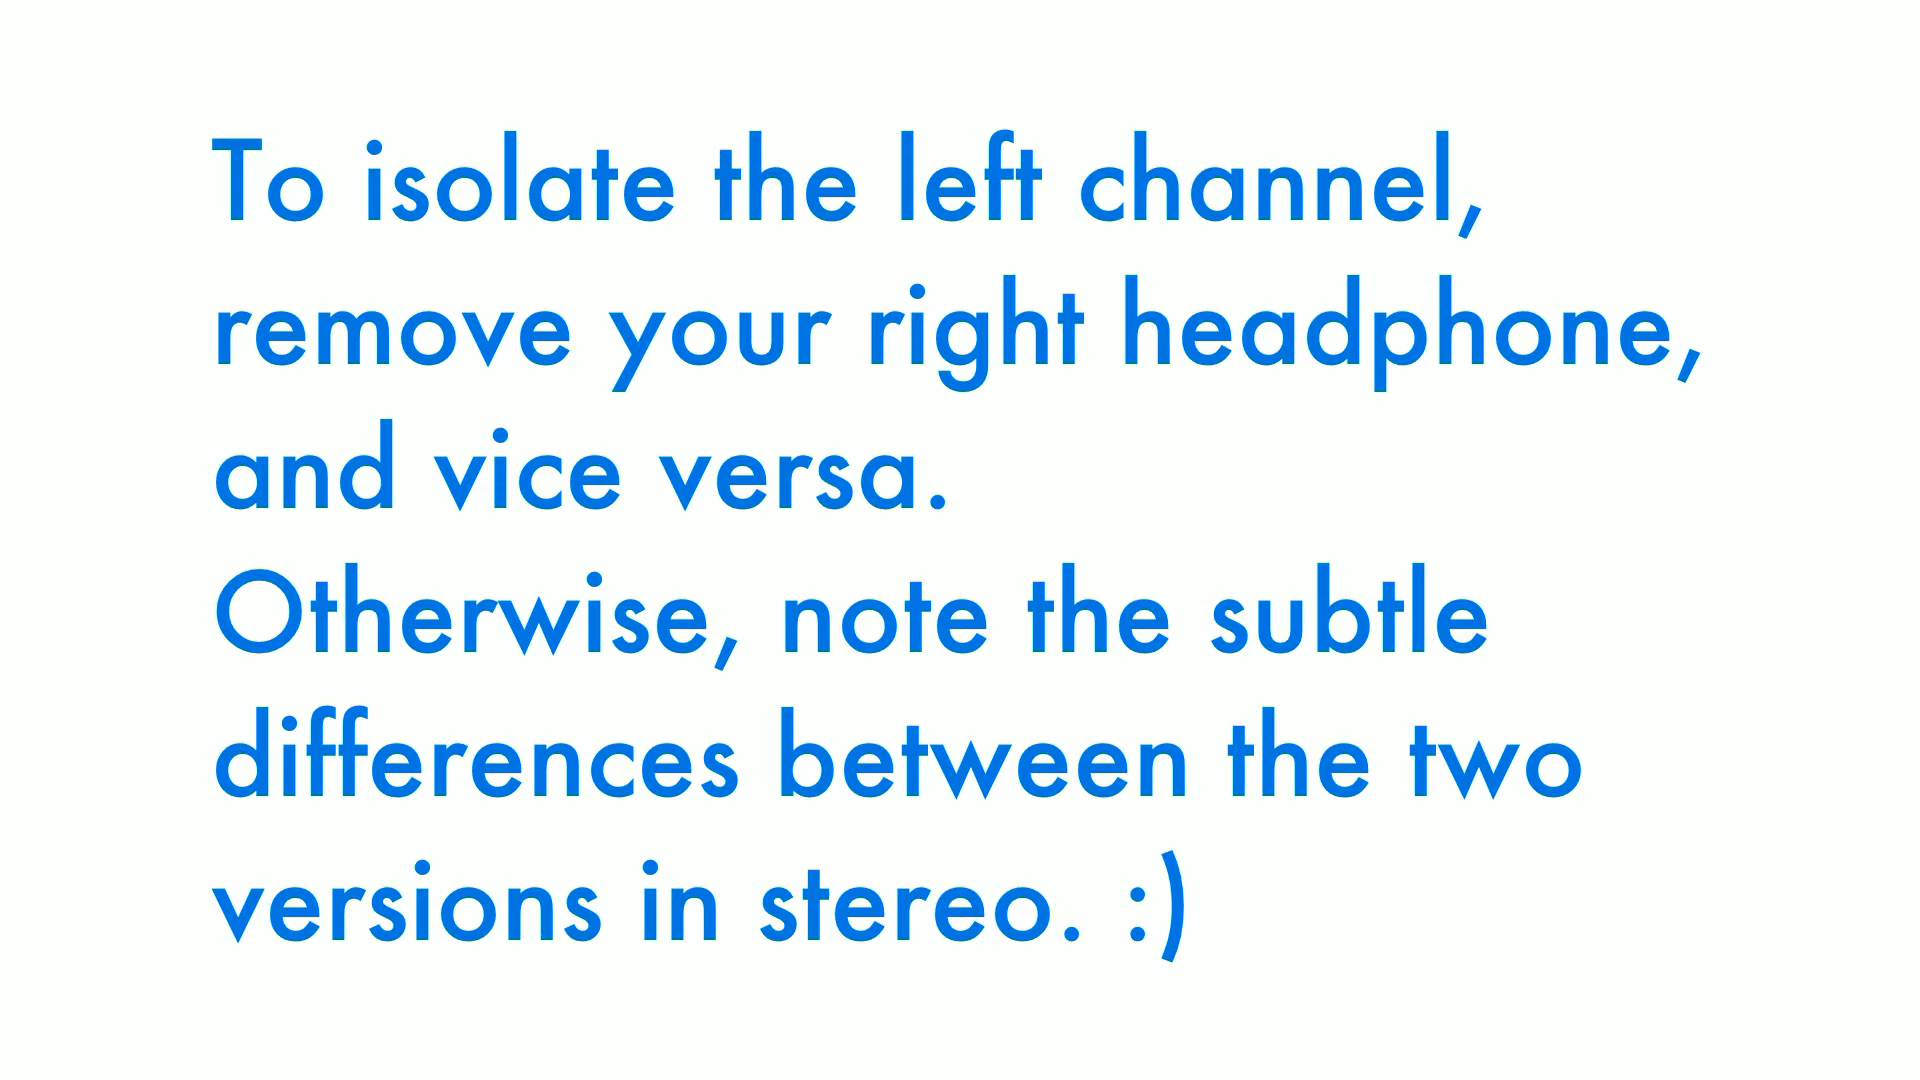 To isolate the left channel,
remove your right headphone,
and vice versa.
Otherwise, note the subtle
differences between the two
versions in stereo. :)